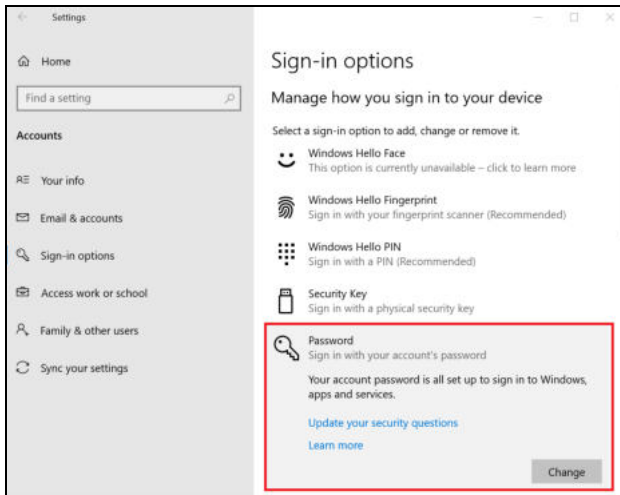 Settings
Home
Find a setting
Accounts
Your info
Email & accounts
Sign-in options
Access work or school
Family & other users
Sync your settings
Sign-in options
Manage how you sign in to your device
Select a sign-in option to add, change or remove it.
Windows Hello Face
This option is currently unavailable – click to learn more
Windows Hello Fingerprint
Sign in with your fingerprint scanner (Recommended)
Windows Hello PIN
Sign in with a PIN (Recommended)
Security Key
Sign in with a physical security key
Password
Sign in with your account's password
Your account password is all set up to sign in to Windows,
apps and services.
Update your security questions
Learn more
Change